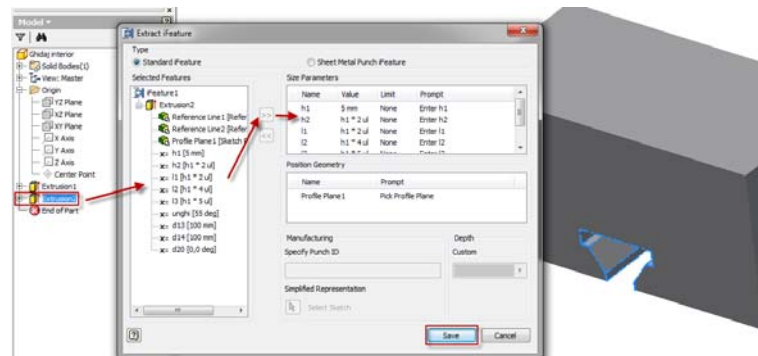 Model
Ghidaj interior
Solid Bodies(1)
View: Master
Origin
YZ Plane
XZ Plane
XY Plane
X Axis
Y Axis
Z Axis
Center Point
Extrusion1
Extrusion2
End of Part
Extract iFeature
Type
Standard iFeature
Sheet Metal Punch iFeature
Selected Features
iFeature1
Extrusion2
Reference Line1 [Refer
Reference Line2 [Refer
Profile Plane1 [Sketch P
h1 [5 mm]
h2 [h1 * 2 ul]
l1 [h1 * 2 ul]
l2 [h1 * 4 ul]
l3 [h1 * 5 ul]
unghi [55 deg]
d13 [100 mm]
d14 [100 mm]
d20 [0,0 deg]
>>
<<
Size Parameters
Name Value Limit Prompt
h1 5 mm None Enter h1
h2 h1 * 2 ul None Enter h2
l1 h1 * 2 ul None Enter l1
l2 h1 * 4 ul None Enter l2
l3 h1 * 5 ul None Enter l3
Position Geometry
Name Prompt
Profile Plane1 Pick Profile Plane
Manufacturing
Specify Punch ID
Depth
Custom
Simplified Representation
Select Sketch
Save
Cancel